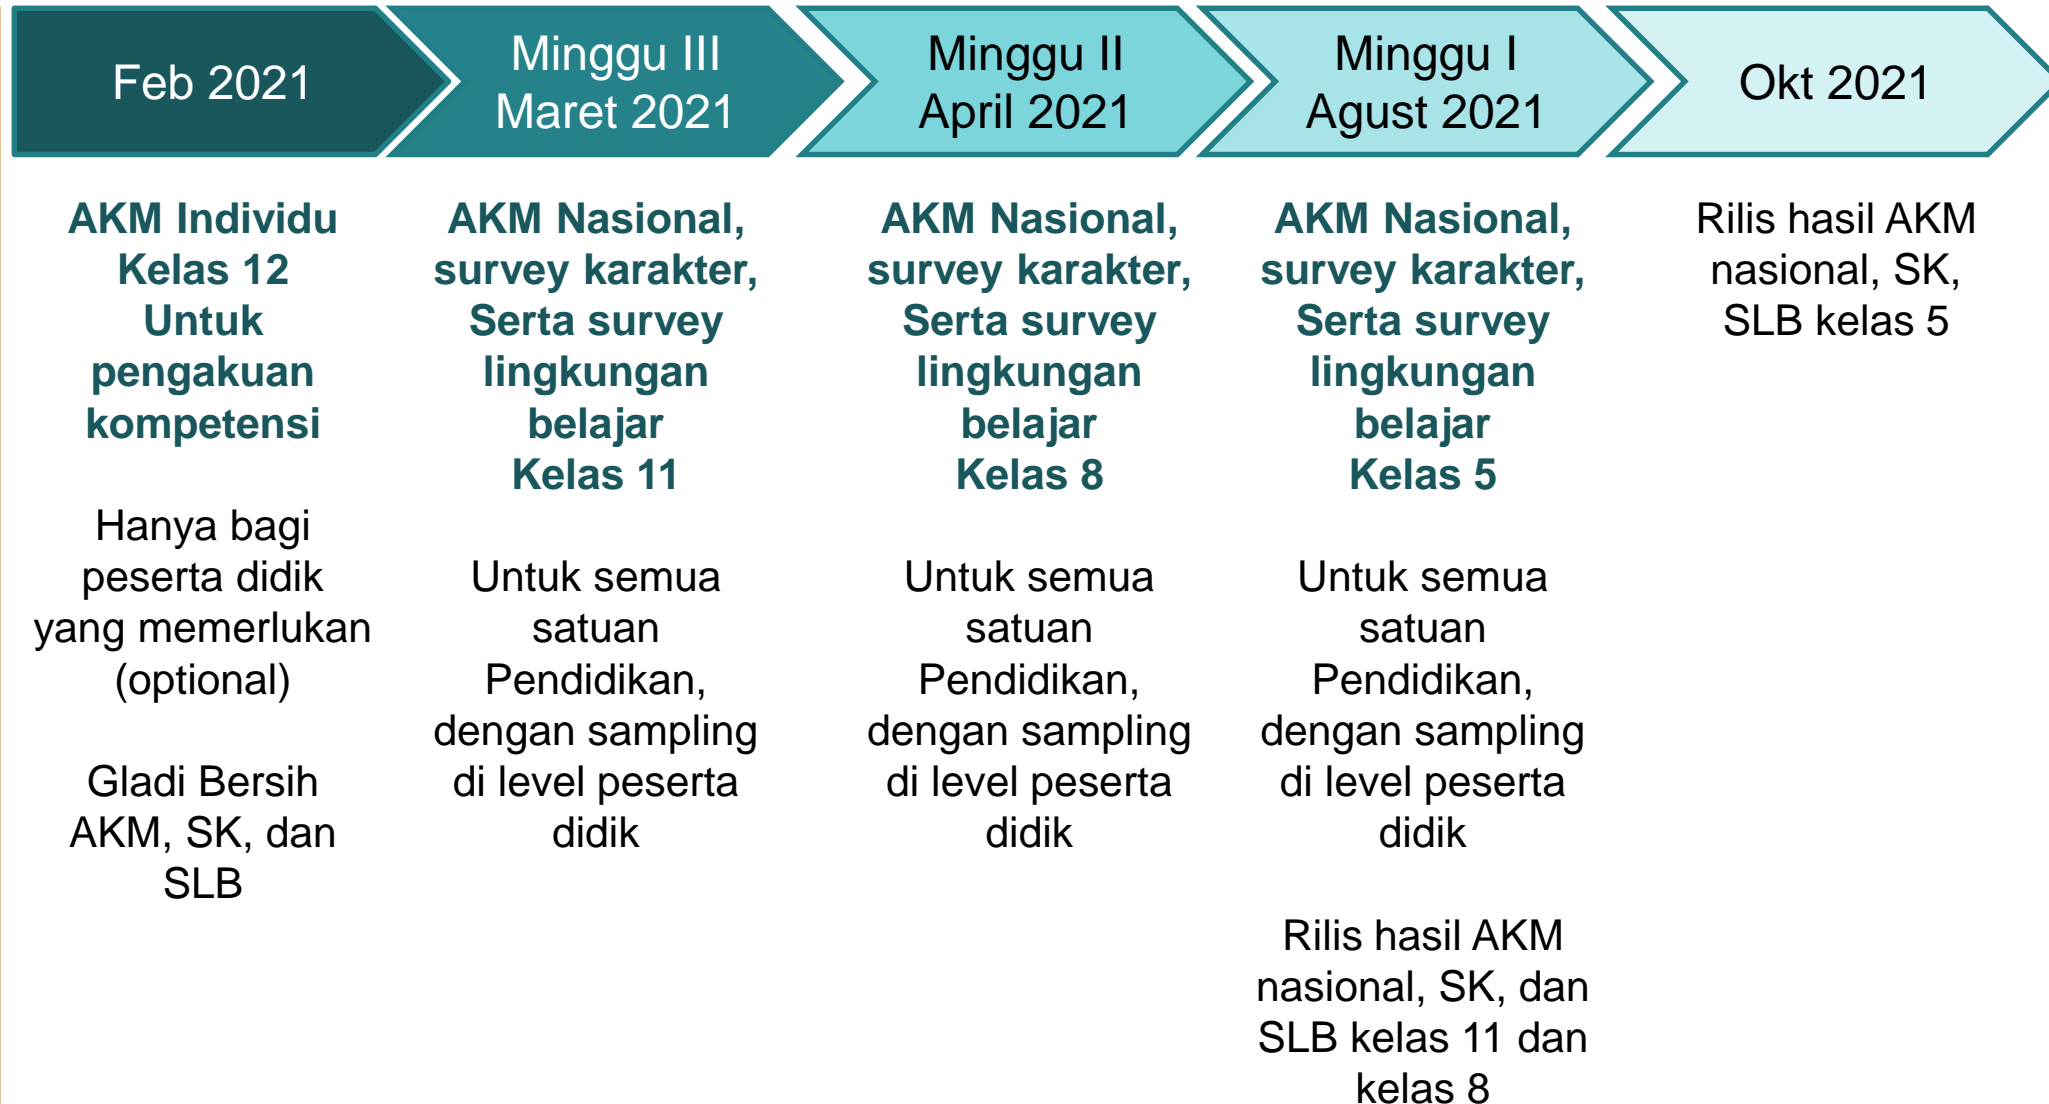 Feb 2021
Minggu III
Maret 2021
Minggu II
April 2021
Minggu I
Agust 2021
Okt 2021
AKM Individu
Kelas 12
Untuk
pengakuan
kompetensi
Hanya bagi
peserta didik
yang memerlukan
(optional)
Gladi Bersih
AKM, SK, dan
SLB
AKM Nasional,
survey karakter,
Serta survey
lingkungan
belajar
Kelas 11
Untuk semua
satuan
Pendidikan,
dengan sampling
di level peserta
didik
AKM Nasional,
survey karakter,
Serta survey
lingkungan
belajar
Kelas 8
Untuk semua
satuan
Pendidikan,
dengan sampling
di level peserta
didik
AKM Nasional,
survey karakter,
Serta survey
lingkungan
belajar
Kelas 5
Untuk semua
satuan
Pendidikan,
dengan sampling
di level peserta
didik
Rilis hasil AKM
nasional, SK, dan
SLB kelas 11 dan
kelas 8
Rilis hasil AKM
nasional, SK,
SLB kelas 5